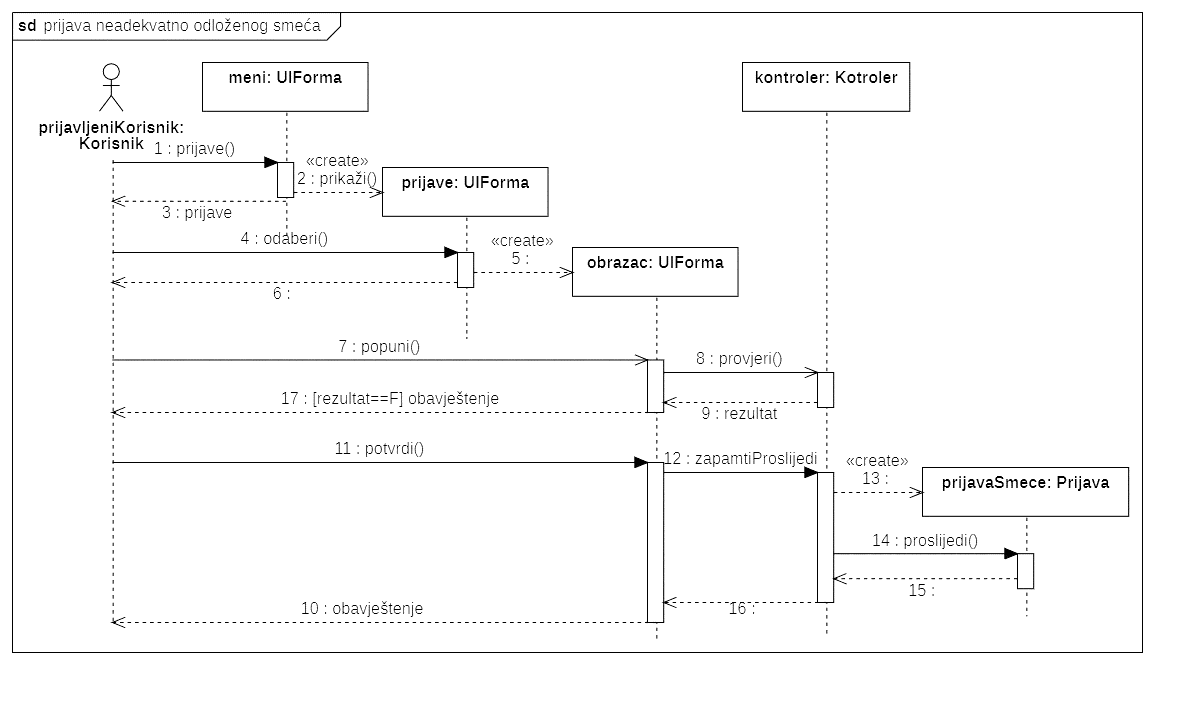 sd prijava neadekvatno odloženog smeća
meni: UIForma
kontroler: Kotroler
prijavljeniKorisnik:
Korisnik
1 : prijave()
«create»
2 : prikaži()
prijave: UIForma
3 : prijave
4 : odaberi()
«create»
5 :
obrazac: UIForma
6 :
7 : popuni()
8 : provjeri()
17 : [rezultat==F] obavještenje
9 : rezultat
11 : potvrdi()
12 : zapamtiProslijedi
«create»
13 :
prijavaSmece: Prijava
14 : proslijedi()
15 :
16 :
10 : obavještenje